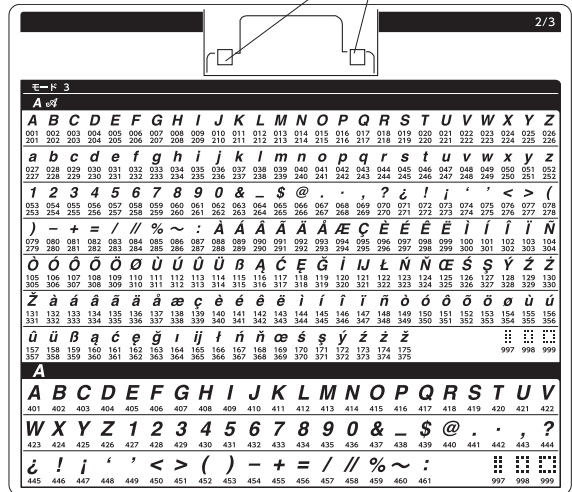 2/3
モード 3
A A
A B C D E F G H I J K L M N O P Q R S T U V W X Y Z
001 002 003 004 005 006 007 008 009 010 011 012 013 014 015 016 017 018 019 020 021 022 023 024 025 026
201 202 203 204 205 206 207 208 209 210 211 212 213 214 215 216 217 218 219 220 221 222 223 224 225 226
a b c d e f g h i j k l m n o p q r s t u v w x y z
027 028 029 030 031 032 033 034 035 036 037 038 039 040 041 042 043 044 045 046 047 048 049 050 051 052
227 228 229 230 231 232 233 234 235 236 237 238 239 240 241 242 243 244 245 246 247 248 249 250 251 252
1 2 3 4 5 6 7 8 9 0 & _ $ @ . · , ? ¿ ! ¡ ‘ ’ < > (
053 054 055 056 057 058 059 060 061 062 063 064 065 066 067 068 069 070 071 072 073 074 075 076 077 078
253 254 255 256 257 258 259 260 261 262 263 264 265 266 267 268 269 270 271 272 273 274 275 276 277 278
) – + = / // % ~ : À Á Â Ã Ä Å Æ Ç È É Ê Ë Ì Í Î Ï Ñ
079 080 081 082 083 084 085 086 087 088 089 090 091 092 093 094 095 096 097 098 099 100 101 102 103 104
279 280 281 282 283 284 285 286 287 288 289 290 291 292 293 294 295 296 297 298 299 300 301 302 303 304
Ò Ó Ô Õ Ö Ø Ù Ú Û Ü ß Ą Ć Ę Ğ İ IJ Ł Ń Ñ Œ Ś Ş Ý Ź Ż
105 106 107 108 109 110 111 112 113 114 115 116 117 118 119 120 121 122 123 124 125 126 127 128 129 130
305 306 307 308 309 310 311 312 313 314 315 316 317 318 319 320 321 322 323 324 325 326 327 328 329 330
Ž à á â ã ä å æ ç è é ê ë ì í î ï ñ ò ó ô õ ö ø ù ú
131 132 133 134 135 136 137 138 139 140 141 142 143 144 145 146 147 148 149 150 151 152 153 154 155 156
331 332 333 334 335 336 337 338 339 340 341 342 343 344 345 346 347 348 349 350 351 352 353 354 355 356
û ü ß ą ć ę ğ ı ij ł ń ñ œ ś ş ý ź ż ž
157 158 159 160 161 162 163 164 165 166 167 168 169 170 171 172 173 174 175 997 998 999
357 358 359 360 361 362 363 364 365 366 367 368 369 370 371 372 373 374 375
A
A B C D E F G H I J K L M N O P Q R S T U V
401 402 403 404 405 406 407 408 409 410 411 412 413 414 415 416 417 418 419 420 421 422
W X Y Z 1 2 3 4 5 6 7 8 9 0 & _ $ @ . · , ?
423 424 425 426 427 428 429 430 431 432 433 434 435 436 437 438 439 440 441 442 443 444
¿ ! ¡ ‘ ’ < > ( ) – + = / // % ~ :
445 446 447 448 449 450 451 452 453 454 455 456 457 458 459 460 461 997 998 999